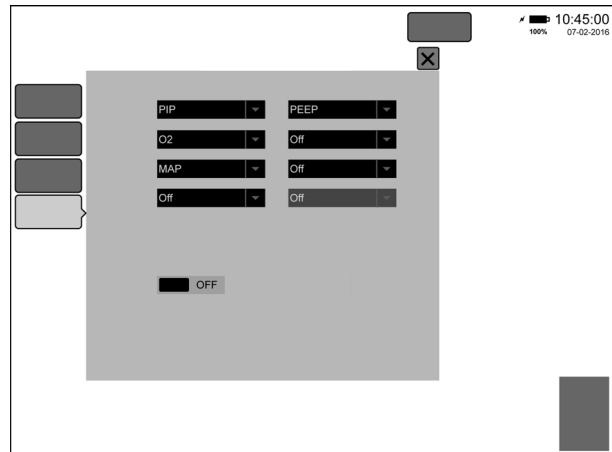 10:45:00
100% 07-02-2016
PIP PEEP
O2 Off
MAP Off
Off Off
OFF